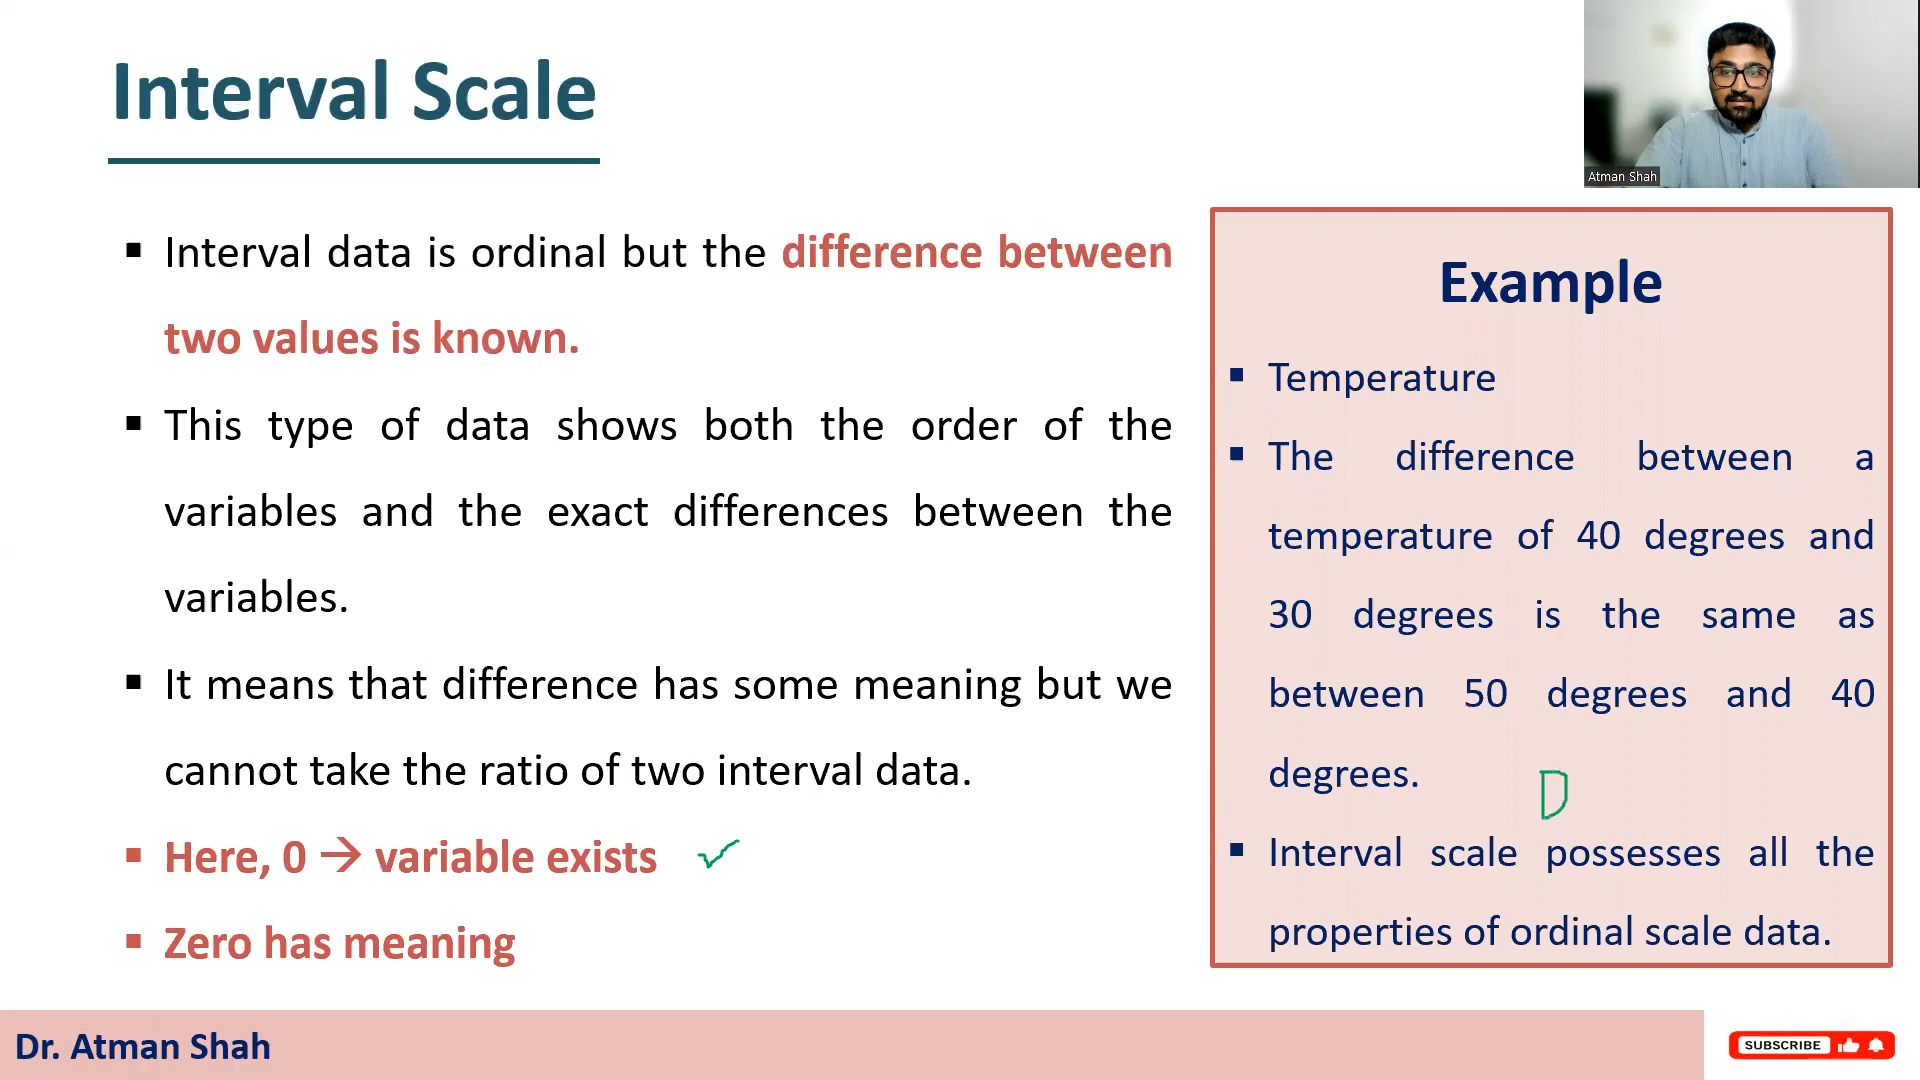 Interval Scale
Atman Shah
▪ Interval data is ordinal but the difference between
two values is known.
▪ This type of data shows both the order of the
variables and the exact differences between the
variables.
▪ It means that difference has some meaning but we
cannot take the ratio of two interval data.
▪ Here, 0 → variable exists ✓
▪ Zero has meaning
Example
▪ Temperature
▪ The difference between a
temperature of 40 degrees and
30 degrees is the same as
between 50 degrees and 40
degrees.
D
▪ Interval scale possesses all the
properties of ordinal scale data.
Dr. Atman Shah
SUBSCRIBE